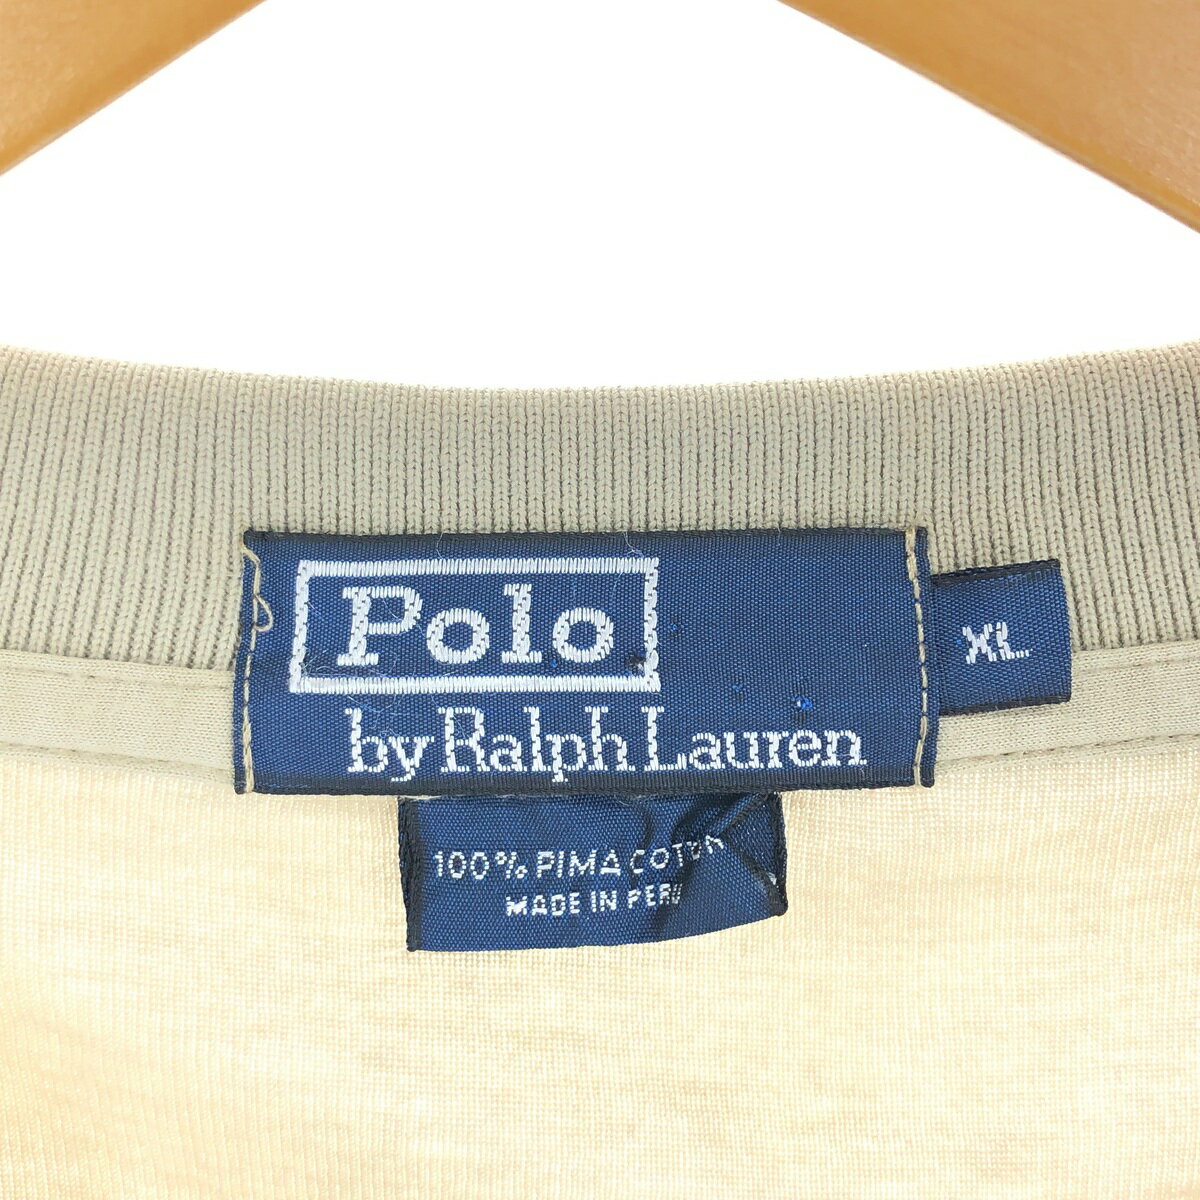 Polo
by Ralph Lauren
XL
100% PIMA COTTON
MADE IN PERU